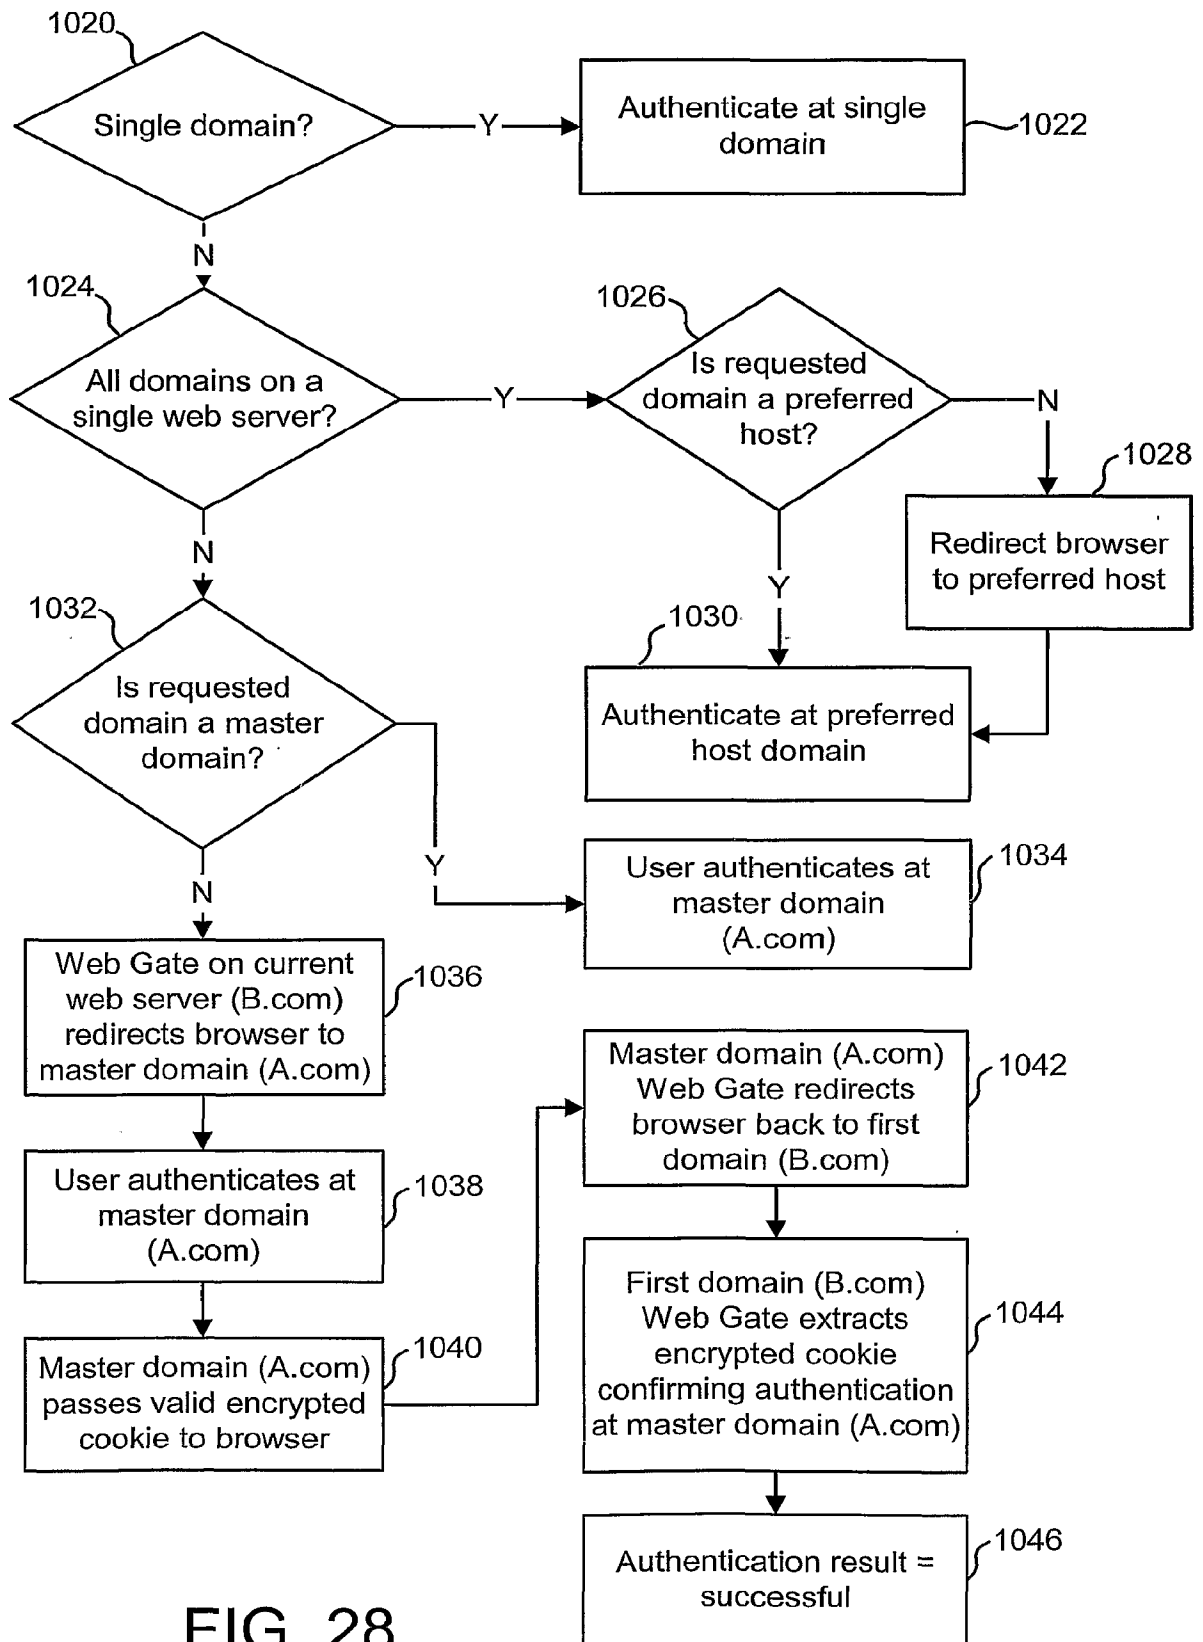 1020
Single domain?
Y
Authenticate at single
domain
1022
N
1024
All domains on a
single web server?
Y
1026
Is requested
domain a preferred
host?
N
1028
Redirect browser
to preferred host
N
Y
1030
Authenticate at preferred
host domain
1032
Is requested
domain a master
domain?
Y
1034
User authenticates at
master domain
(A.com)
N
Web Gate on current
web server (B.com)
redirects browser to
master domain (A.com)
1036
User authenticates at
master domain
(A.com)
1038
Master domain (A.com)
passes valid encrypted
cookie to browser
1040
Master domain (A.com)
Web Gate redirects
browser back to first
domain (B.com)
1042
First domain (B.com)
Web Gate extracts
encrypted cookie
confirming authentication
at master domain (A.com)
1044
Authentication result =
successful
1046
FIG. 28